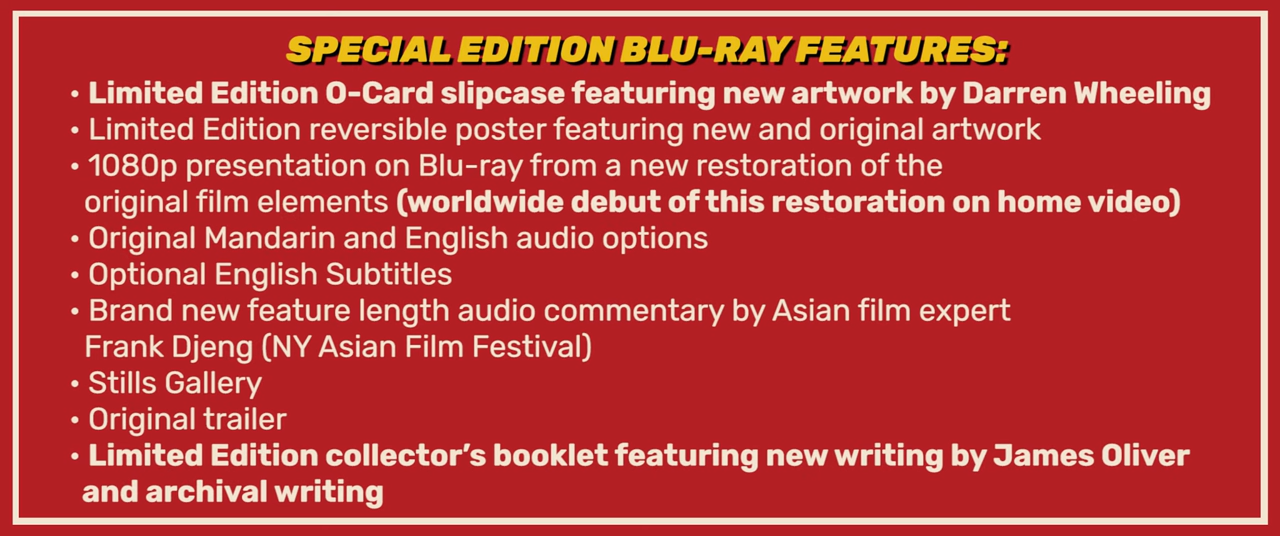 SPECIAL EDITION BLU-RAY FEATURES:
• Limited Edition O-Card slipcase featuring new artwork by Darren Wheeling
• Limited Edition reversible poster featuring new and original artwork
• 1080p presentation on Blu-ray from a new restoration of the
original film elements (worldwide debut of this restoration on home video)
• Original Mandarin and English audio options
• Optional English Subtitles
• Brand new feature length audio commentary by Asian film expert
Frank Djeng (NY Asian Film Festival)
• Stills Gallery
• Original trailer
• Limited Edition collector’s booklet featuring new writing by James Oliver
and archival writing